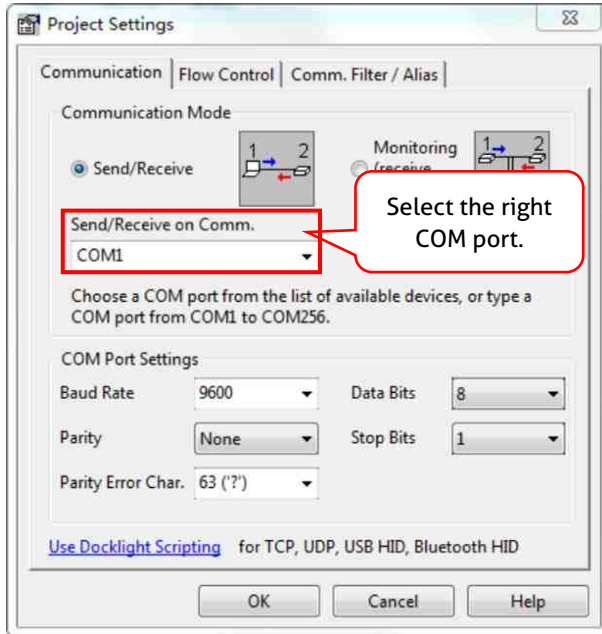 Project Settings
Communication
Flow Control
Comm. Filter / Alias
Communication Mode
Send/Receive
1 2
Monitoring
(receive
1 2
Send/Receive on Comm.
COM1
Select the right
COM port.
Choose a COM port from the list of available devices, or type a
COM port from COM1 to COM256.
COM Port Settings
Baud Rate 9600 Data Bits 8
Parity None Stop Bits 1
Parity Error Char. 63 ('?')
Use Docklight Scripting for TCP, UDP, USB HID, Bluetooth HID
OK Cancel Help